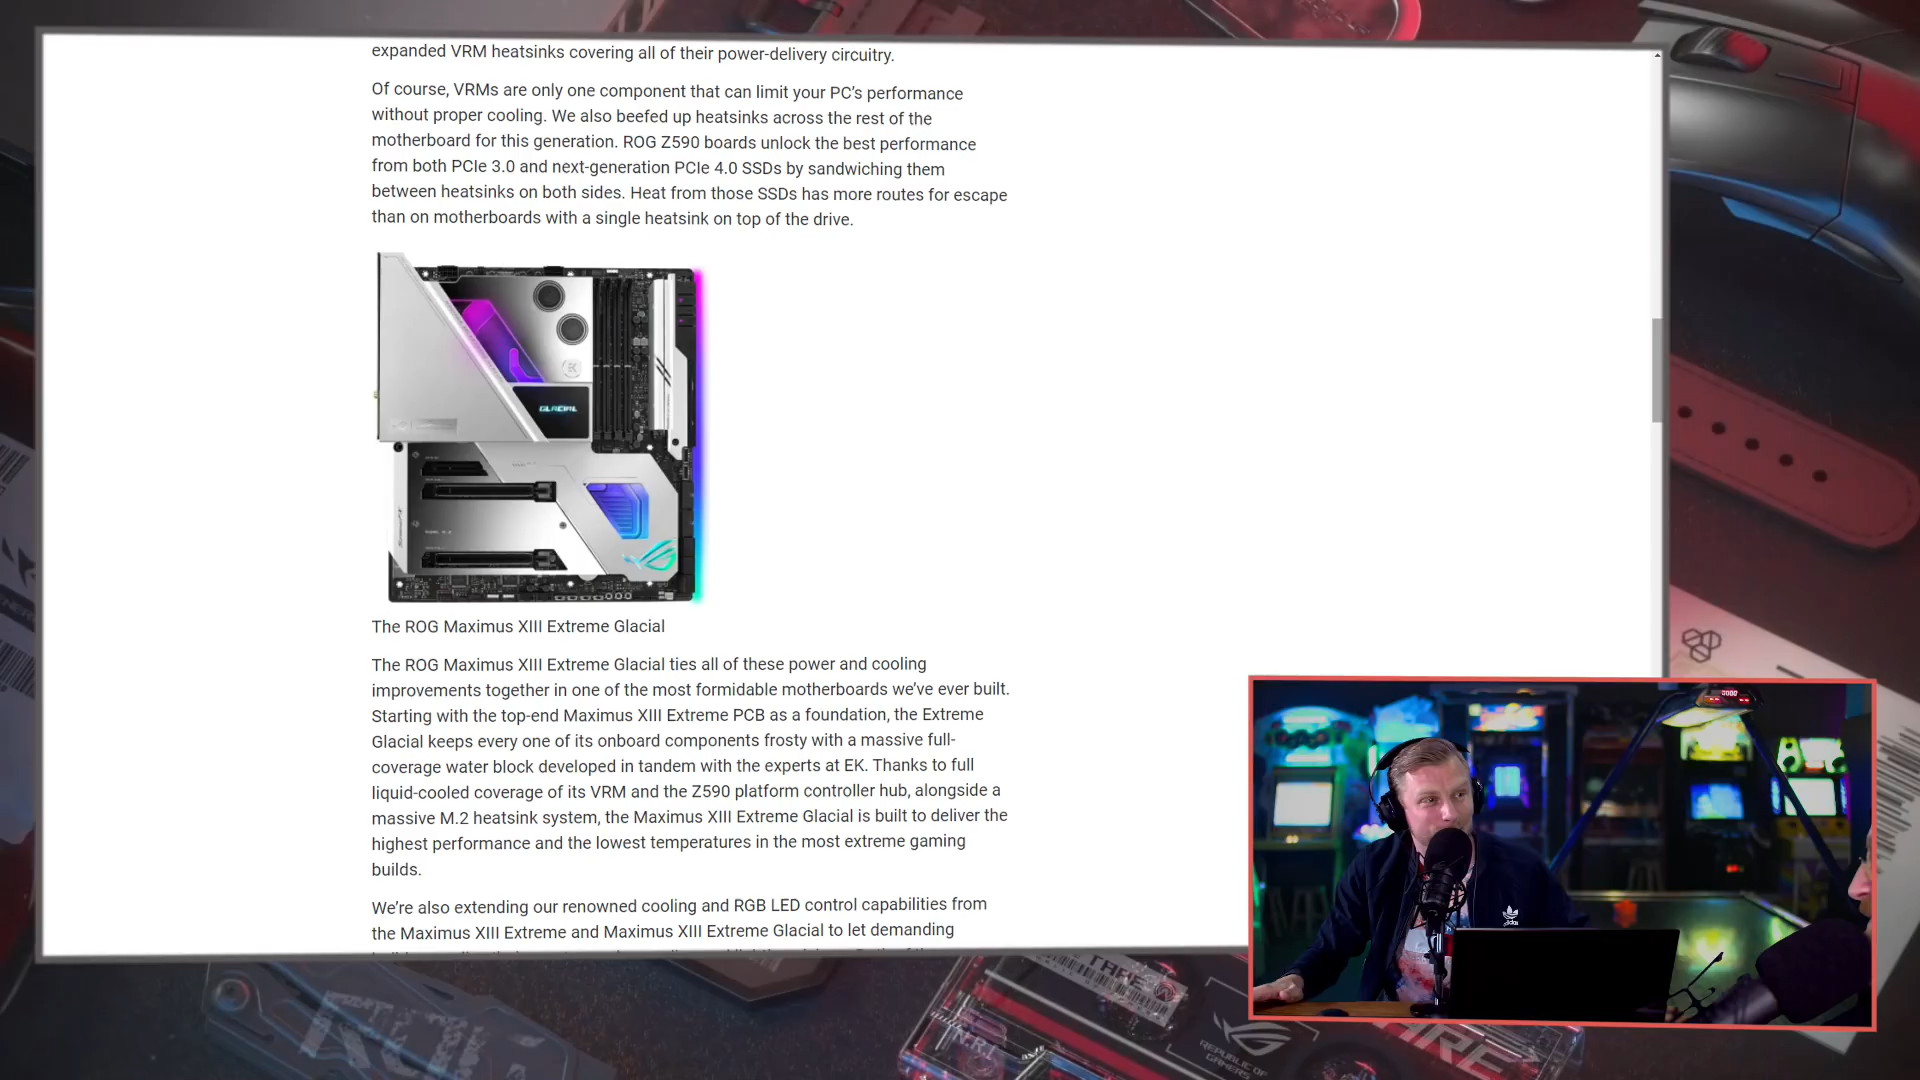 expanded VRM heatsinks covering all of their power-delivery circuitry.
Of course, VRMs are only one component that can limit your PC’s performance
without proper cooling. We also beefed up heatsinks across the rest of the
motherboard for this generation. ROG Z590 boards unlock the best performance
from both PCIe 3.0 and next-generation PCIe 4.0 SSDs by sandwiching them
between heatsinks on both sides. Heat from those SSDs has more routes for escape
than on motherboards with a single heatsink on top of the drive.
GLACIAL
The ROG Maximus XIII Extreme Glacial
The ROG Maximus XIII Extreme Glacial ties all of these power and cooling
improvements together in one of the most formidable motherboards we’ve ever built.
Starting with the top-end Maximus XIII Extreme PCB as a foundation, the Extreme
Glacial keeps every one of its onboard components frosty with a massive full-
coverage water block developed in tandem with the experts at EK. Thanks to full
liquid-cooled coverage of its VRM and the Z590 platform controller hub, alongside a
massive M.2 heatsink system, the Maximus XIII Extreme Glacial is built to deliver the
highest performance and the lowest temperatures in the most extreme gaming
builds.
We’re also extending our renowned cooling and RGB LED control capabilities from
the Maximus XIII Extreme and Maximus XIII Extreme Glacial to let demanding
adidas
REPUBLIC OF
GAMERS